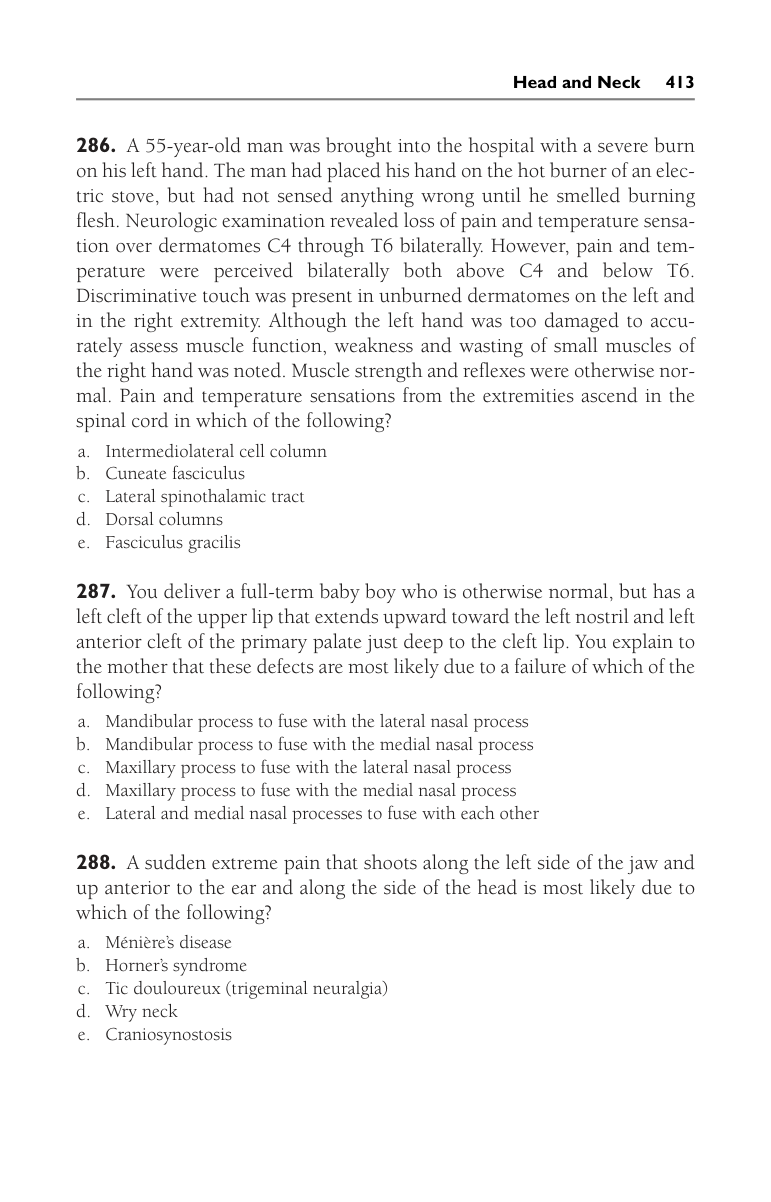 Head and Neck 413
286. A 55-year-old man was brought into the hospital with a severe burn
on his left hand. The man had placed his hand on the hot burner of an elec-
tric stove, but had not sensed anything wrong until he smelled burning
flesh. Neurologic examination revealed loss of pain and temperature sensa-
tion over dermatomes C4 through T6 bilaterally. However, pain and tem-
perature were perceived bilaterally both above C4 and below T6.
Discriminative touch was present in unburned dermatomes on the left and
in the right extremity. Although the left hand was too damaged to accu-
rately assess muscle function, weakness and wasting of small muscles of
the right hand was noted. Muscle strength and reflexes were otherwise nor-
mal. Pain and temperature sensations from the extremities ascend in the
spinal cord in which of the following?
a. Intermediolateral cell column
b. Cuneate fasciculus
c. Lateral spinothalamic tract
d. Dorsal columns
e. Fasciculus gracilis
287. You deliver a full-term baby boy who is otherwise normal, but has a
left cleft of the upper lip that extends upward toward the left nostril and left
anterior cleft of the primary palate just deep to the cleft lip. You explain to
the mother that these defects are most likely due to a failure of which of the
following?
a. Mandibular process to fuse with the lateral nasal process
b. Mandibular process to fuse with the medial nasal process
c. Maxillary process to fuse with the lateral nasal process
d. Maxillary process to fuse with the medial nasal process
e. Lateral and medial nasal processes to fuse with each other
288. A sudden extreme pain that shoots along the left side of the jaw and
up anterior to the ear and along the side of the head is most likely due to
which of the following?
a. Ménière's disease
b. Horner's syndrome
c. Tic douloureux (trigeminal neuralgia)
d. Wry neck
e. Craniosynostosis